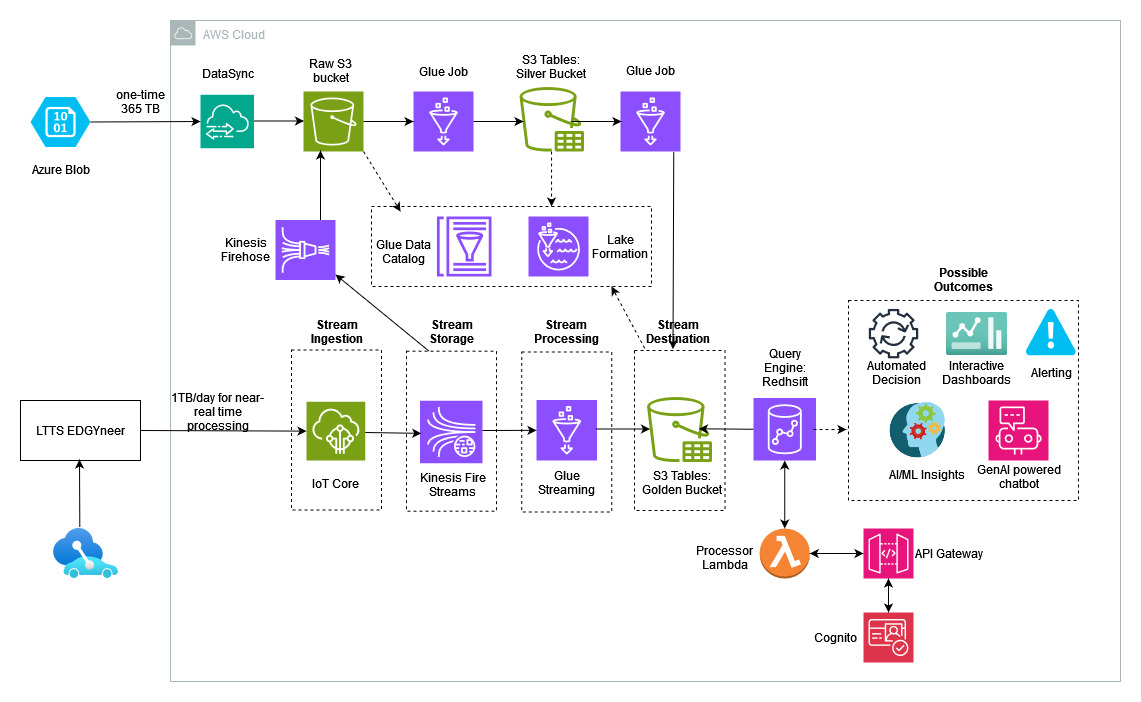 AWS Cloud
DataSync
Raw S3
bucket
Glue Job
S3 Tables:
Silver Bucket
Glue Job
one-time
365 TB
10
01
Azure Blob
Kinesis
Firehose
Glue Data
Catalog
Lake
Formation
Possible
Outcomes
Stream
Ingestion
Stream
Storage
Stream
Processing
Stream
Destination
Query
Engine:
Redhsift
Automated
Decision
Interactive
Dashboards
Alerting
1TB/day for near-
real time
processing
LTTS EDGYneer
IoT Core
Kinesis Fire
Streams
Glue
Streaming
S3 Tables:
Golden Bucket
AI/ML Insights
GenAI powered
chatbot
Processor
Lambda
API Gateway
Cognito